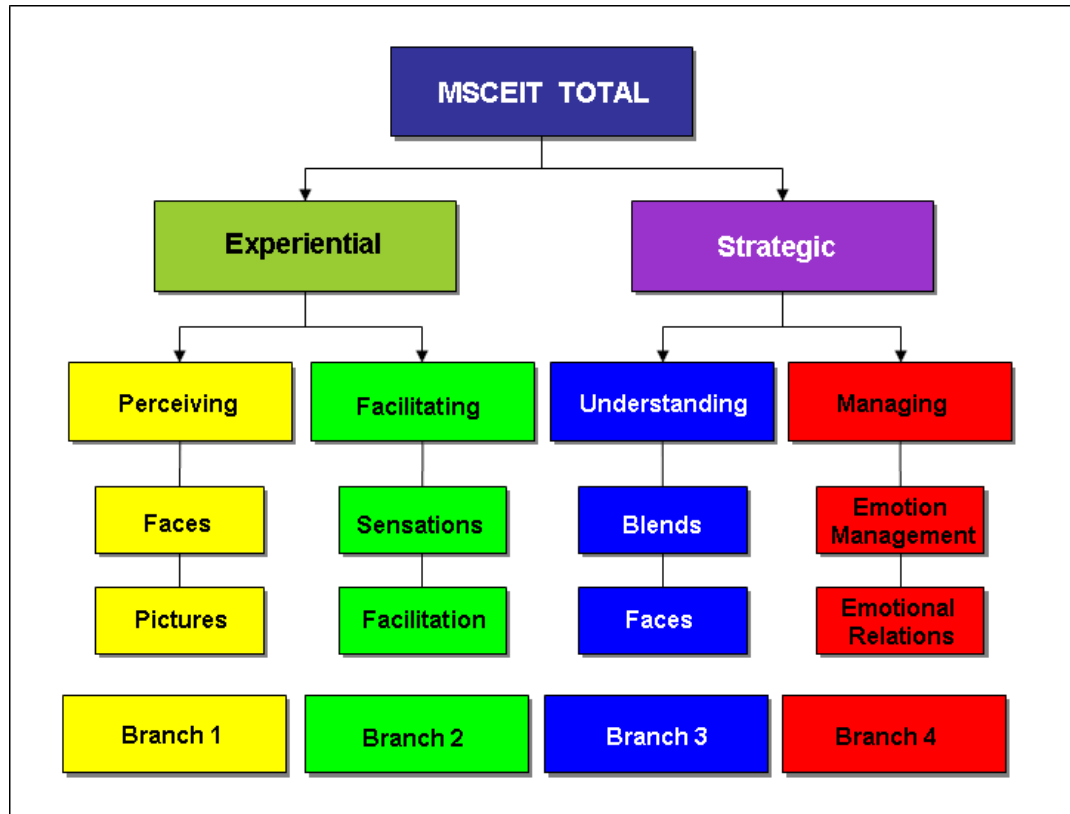 MSCEIT TOTAL
Experiential
Strategic
Perceiving
Facilitating
Understanding
Managing
Faces
Sensations
Blends
Emotion
Management
Pictures
Facilitation
Faces
Emotional
Relations
Branch 1
Branch 2
Branch 3
Branch 4